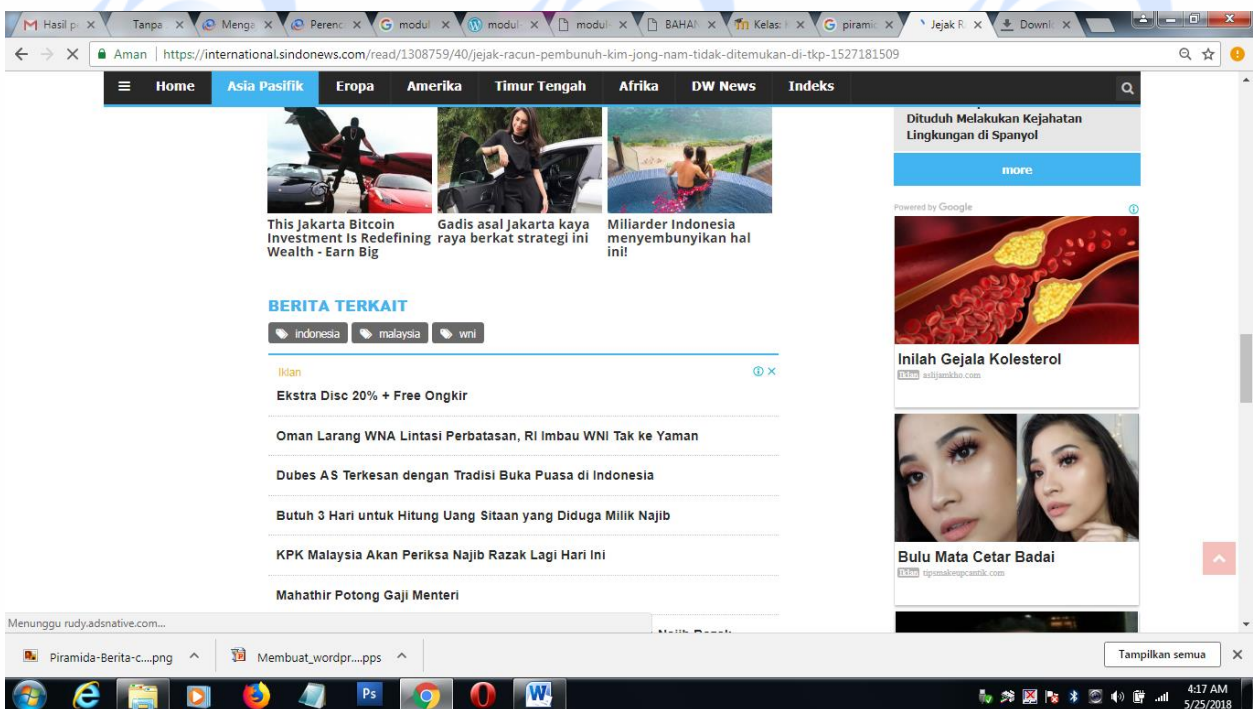 Hasil p
Tanpa
Menga
Perenc
modul
modul
modul
BAHAN
Kelas:
piramic
Jejak R
Downlc
Aman | https://international.sindonews.com/read/1308759/40/jejak-racun-pembunuh-kim-jong-nam-tidak-ditemukan-di-tkp-1527181509
Home Asia Pasifik Eropa Amerika Timur Tengah Afrika DW News Indeks
This Jakarta Bitcoin
Investment Is Redefining
Wealth - Earn Big
Gadis asal Jakarta kaya
raya berkat strategi ini
Miliarder Indonesia
menyembunyikan hal
ini!
BERITA TERKAIT
indonesia malaysia wni
Iklan
Ekstra Disc 20% + Free Ongkir
Oman Larang WNA Lintasi Perbatasan, RI Imbau WNI Tak ke Yaman
Dubes AS Terkesan dengan Tradisi Buka Puasa di Indonesia
Butuh 3 Hari untuk Hitung Uang Sitaan yang Diduga Milik Najib
KPK Malaysia Akan Periksa Najib Razak Lagi Hari Ini
Mahathir Potong Gaji Menteri
Dituduh Melakukan Kejahatan
Lingkungan di Spanyol
more
Powered by Google
Inilah Gejala Kolesterol
Iklan aslijamkho.com
Bulu Mata Cetar Badai
Iklan tipsmakeupcantik.com
Menunggu rudy.adsnative.com...
Piramida-Berita-c....png
Membuat_wordpr....pps
Tampilkan semua
Ps
4:17 AM
5/25/2018